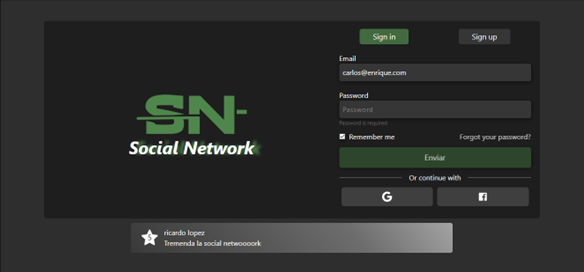 SN
Social Network
Sign in
Sign up
Email
carlos@enrique.com
Password
Password
Password is required
Remember me
Forgot your password?
Enviar
Or continue with
G
5
ricardo lopez
Tremenda la social netwoooork